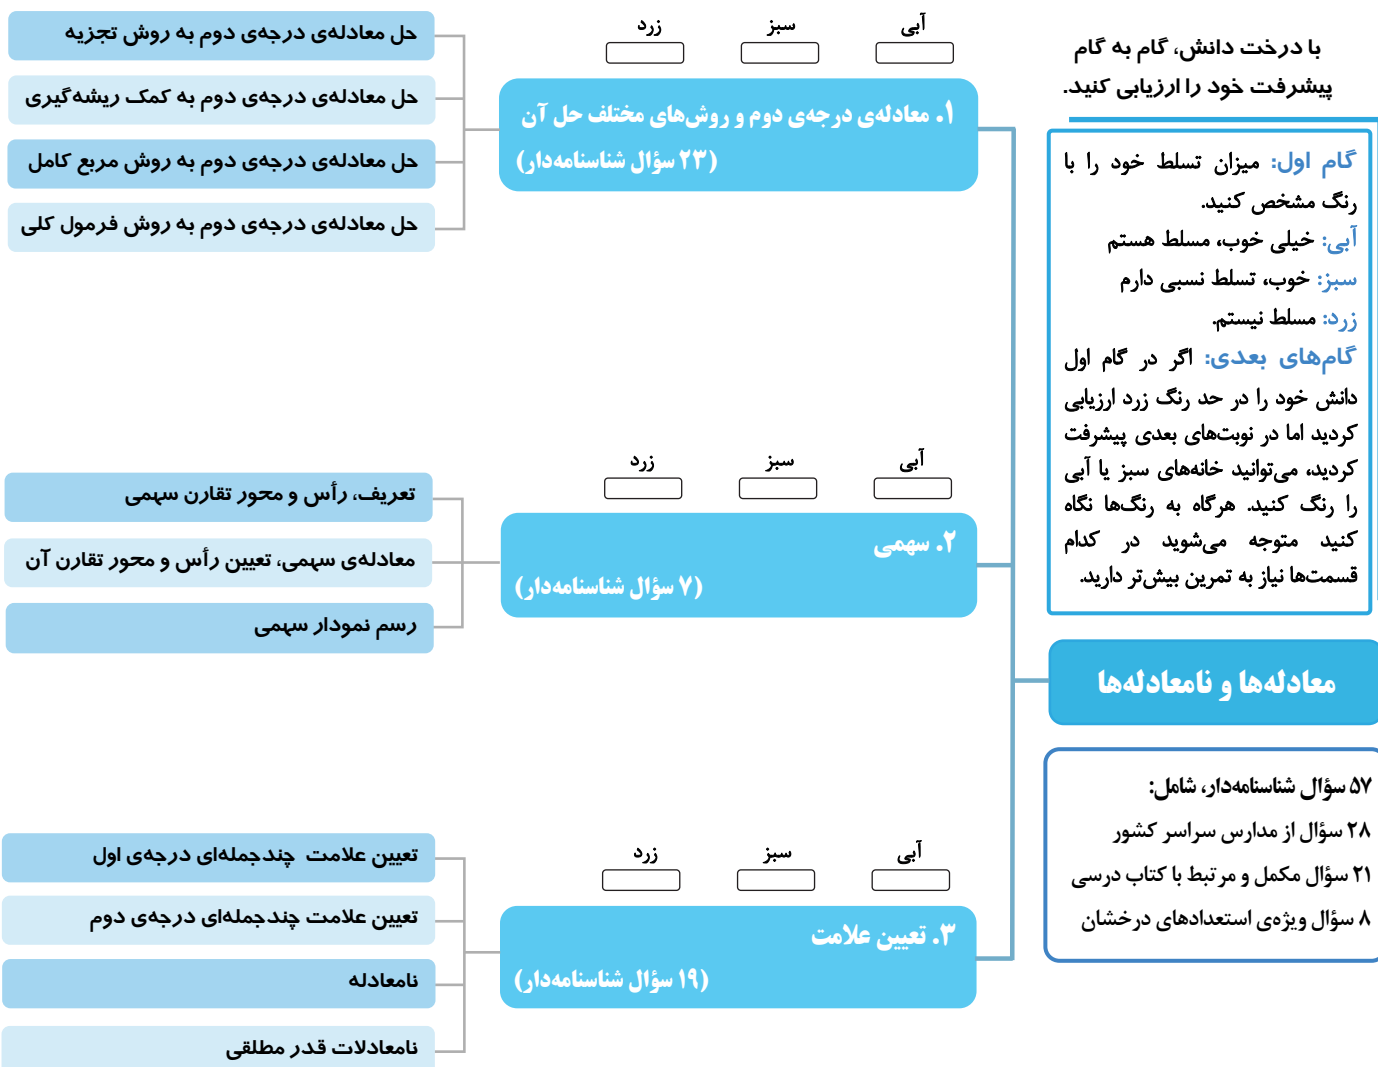 با درخت دانش، گام به گام
پیشرفت خود را ارزیابی کنید.
گام اول: میزان تسلط خود را با
رنگ مشخص کنید.
آبی: خیلی خوب، مسلط هستم
سبز: خوب، تسلط نسبی دارم
زرد: مسلط نیستم.
گام‌های بعدی: اگر در گام اول
دانش خود را در حد رنگ زرد ارزیابی
کردید اما در نوبت‌های بعدی پیشرفت
کردید، می‌توانید خانه‌های سبز یا آبی
را رنگ کنید. هرگاه به رنگ‌ها نگاه
کنید متوجه می‌شوید در کدام
قسمت‌ها نیاز به تمرین بیش‌تر دارید.
معادله‌ها و نامعادله‌ها
۵۷ سؤال شناسنامه‌دار، شامل:
۲۸ سؤال از مدارس سراسر کشور
۲۱ سؤال مکمل و مرتبط با کتاب درسی
۸ سؤال ویژه‌ی استعدادهای درخشان
آبی سبز زرد
۱. معادله‌ی درجه‌ی دوم و روش‌های مختلف حل آن
(۲۳ سؤال شناسنامه‌دار)
حل معادله‌ی درجه‌ی دوم به روش تجزیه
حل معادله‌ی درجه‌ی دوم به کمک ریشه‌گیری
حل معادله‌ی درجه‌ی دوم به روش مربع کامل
حل معادله‌ی درجه‌ی دوم به روش فرمول کلی
آبی سبز زرد
۲. سهمی
(۷ سؤال شناسنامه‌دار)
تعریف، رأس و محور تقارن سهمی
معادله‌ی سهمی، تعیین رأس و محور تقارن آن
رسم نمودار سهمی
آبی سبز زرد
۳. تعیین علامت
(۱۹ سؤال شناسنامه‌دار)
تعیین علامت چندجمله‌ای درجه‌ی اول
تعیین علامت چندجمله‌ای درجه‌ی دوم
نامعادله
نامعادلات قدر مطلقی